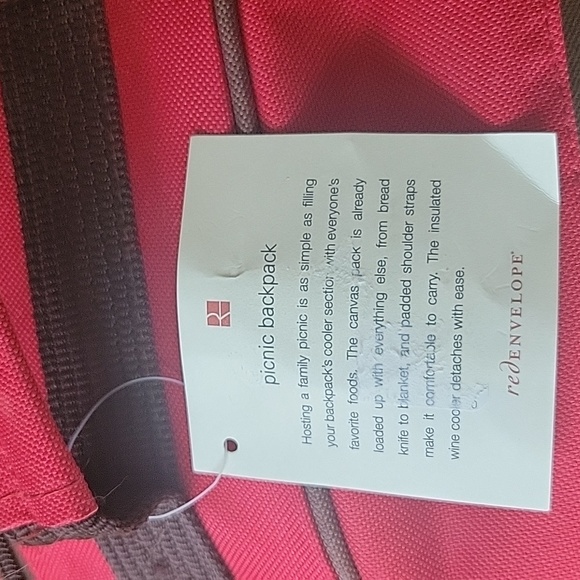 picnic backpack
Hosting a family picnic is as simple as filling
your backpack's cooler section with everyone's
favorite foods. The canvas pack is already
loaded up with everything else, from bread
knife to blanket, and padded shoulder straps
make it comfortable to carry. The insulated
wine cooler detaches with ease.
redENVELOPE